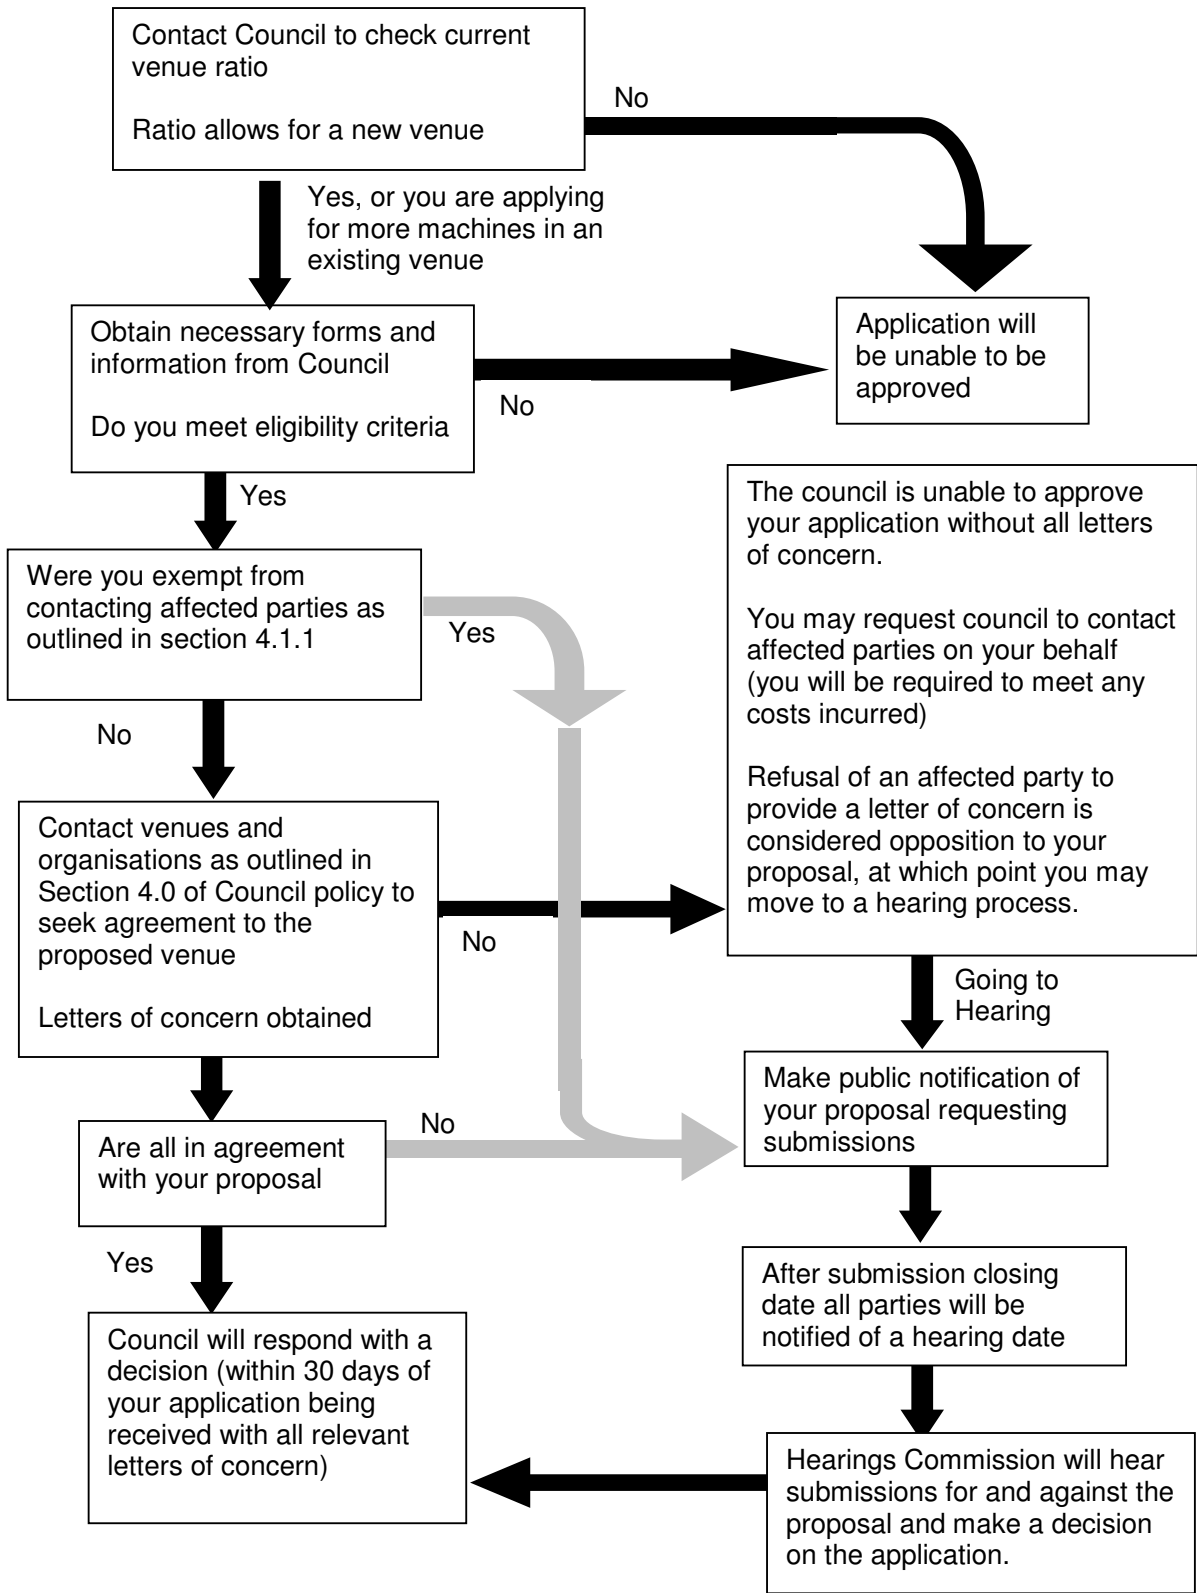 Contact Council to check current
venue ratio
Ratio allows for a new venue
No
Yes, or you are applying
for more machines in an
existing venue
Obtain necessary forms and
information from Council
Do you meet eligibility criteria
No
Application will
be unable to be
approved
Yes
Were you exempt from
contacting affected parties as
outlined in section 4.1.1
Yes
No
Contact venues and
organisations as outlined in
Section 4.0 of Council policy to
seek agreement to the
proposed venue
Letters of concern obtained
No
The council is unable to approve
your application without all letters
of concern.
You may request council to contact
affected parties on your behalf
(you will be required to meet any
costs incurred)
Refusal of an affected party to
provide a letter of concern is
considered opposition to your
proposal, at which point you may
move to a hearing process.
Going to
Hearing
Are all in agreement
with your proposal
No
Make public notification of
your proposal requesting
submissions
Yes
After submission closing
date all parties will be
notified of a hearing date
Council will respond with a
decision (within 30 days of
your application being
received with all relevant
letters of concern)
Hearings Commission will hear
submissions for and against the
proposal and make a decision
on the application.